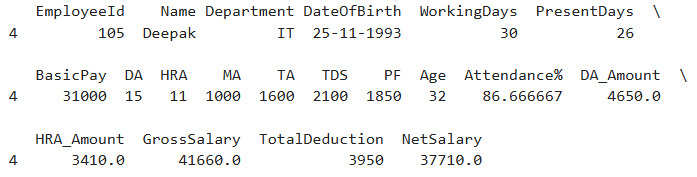 EmployeeId Name Department DateOfBirth WorkingDays PresentDays \
4 105 Deepak IT 25-11-1993 30 26
BasicPay DA HRA MA TA TDS PF Age Attendance% DA_Amount \
4 31000 15 11 1000 1600 2100 1850 32 86.666667 4650.0
HRA_Amount GrossSalary TotalDeduction NetSalary
4 3410.0 41660.0 3950 37710.0